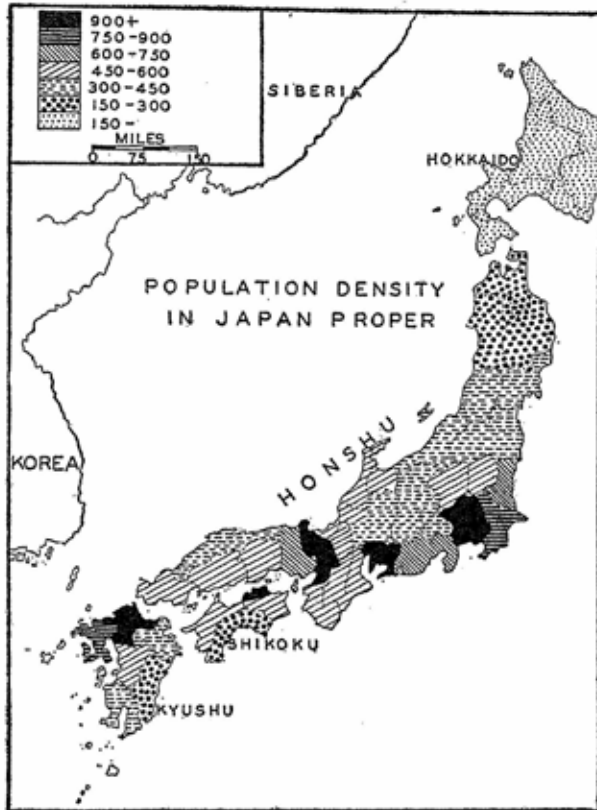 900+
750-900
600-750
450-600
300-450
150-300
150-
MILES
0 75 150
SIBERIA
HOKKAIDO
POPULATION DENSITY
IN JAPAN PROPER
HONSHU
KOREA
SHIKOKU
KYUSHU